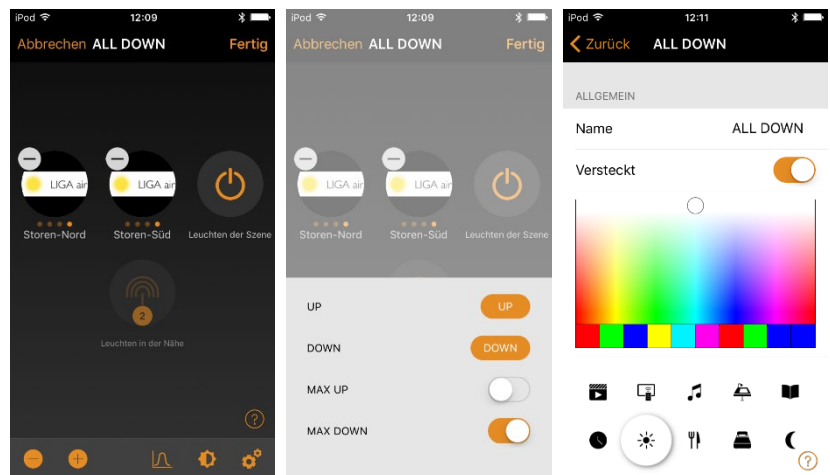 iPod 12:09
Abbrechen ALL DOWN Fertig
LIGA air LIGA air
Storen-Nord Storen-Süd Leuchten der Szene
2
Leuchten in der Nähe
?
iPod 12:09
Abbrechen ALL DOWN Fertig
LIGA air LIGA air
Storen-Nord Storen-Süd Leuchten der Szene
UP UP
DOWN DOWN
MAX UP
MAX DOWN
iPod 12:11
Zurück ALL DOWN
ALLGEMEIN
Name ALL DOWN
Versteckt
?